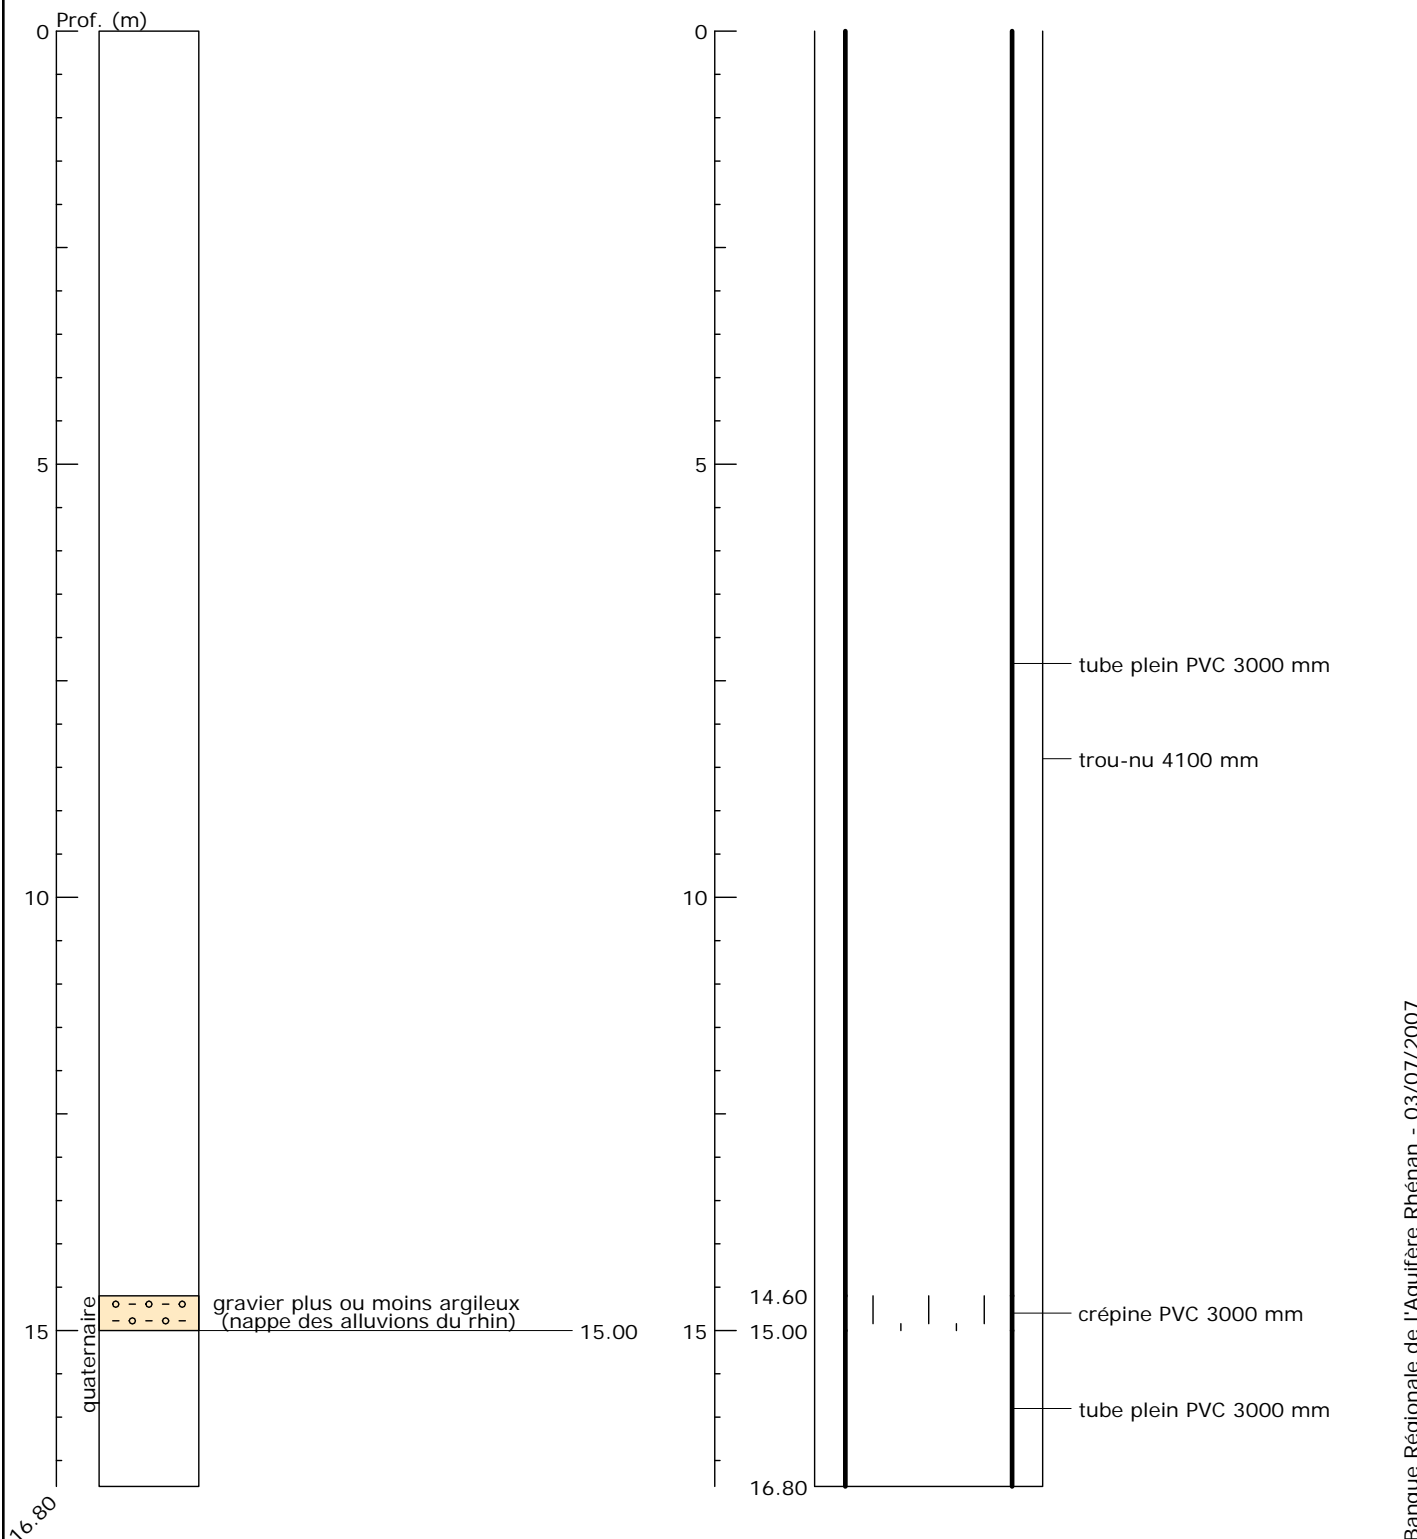 Prof. (m)
0
5
10
15
16.80
quaternaire
gravier plus ou moins argileux
(nappe des alluvions du rhin)
15.00
0
5
10
15
14.60
15.00
16.80
tube plein PVC 3000 mm
trou-nu 4100 mm
crépine PVC 3000 mm
tube plein PVC 3000 mm
Banque Régionale de l'Aquifère Rhénan - 03/07/2007